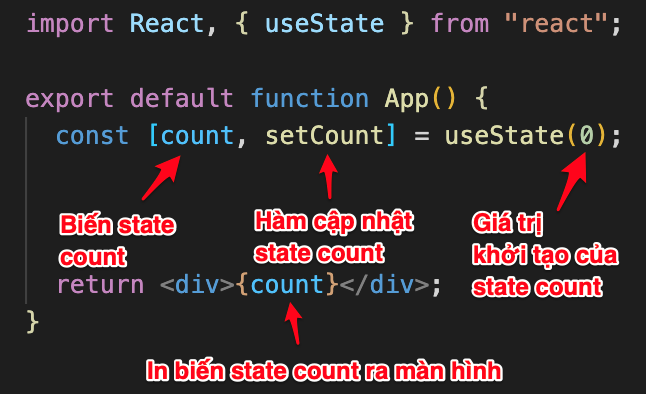 import React, { useState } from "react";
export default function App() {
const [count, setCount] = useState(0);
Biến state
count
Hàm cập nhật
state count
Giá trị
khởi tạo của
state count
return <div>{count}</div>;
}
In biến state count ra màn hình